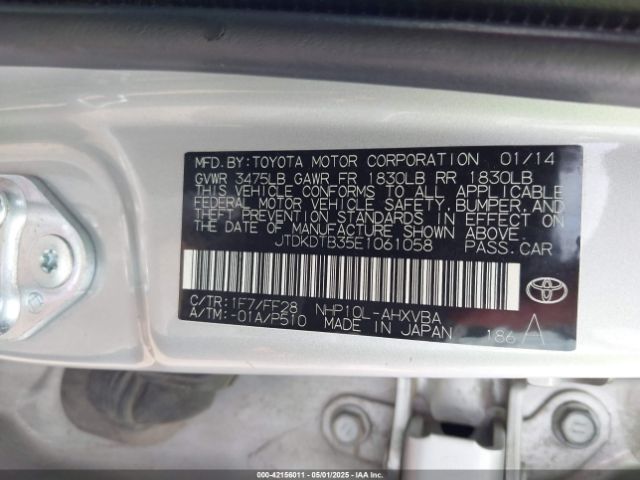 MFD.BY:TOYOTA MOTOR CORPORATION 01/14
GVWR 3475LB GAWR FR 1830LB RR 1830LB
THIS VEHICLE CONFORMS TO ALL APPLICABLE
FEDERAL MOTOR VEHICLE SAFETY,BUMPER,AND
THEFT PREVENTION STANDARDS IN EFFECT ON
THE DATE OF MANUFACTURE SHOWN ABOVE.
JTDKDTB35E1061058 PASS.CAR
C/TR:1F7/FF28 NHP10L-AHXVBA
A/TM:-01A/P510 MADE IN JAPAN 186 A
000-42156011 - 05/01/2025 - IAA Inc.